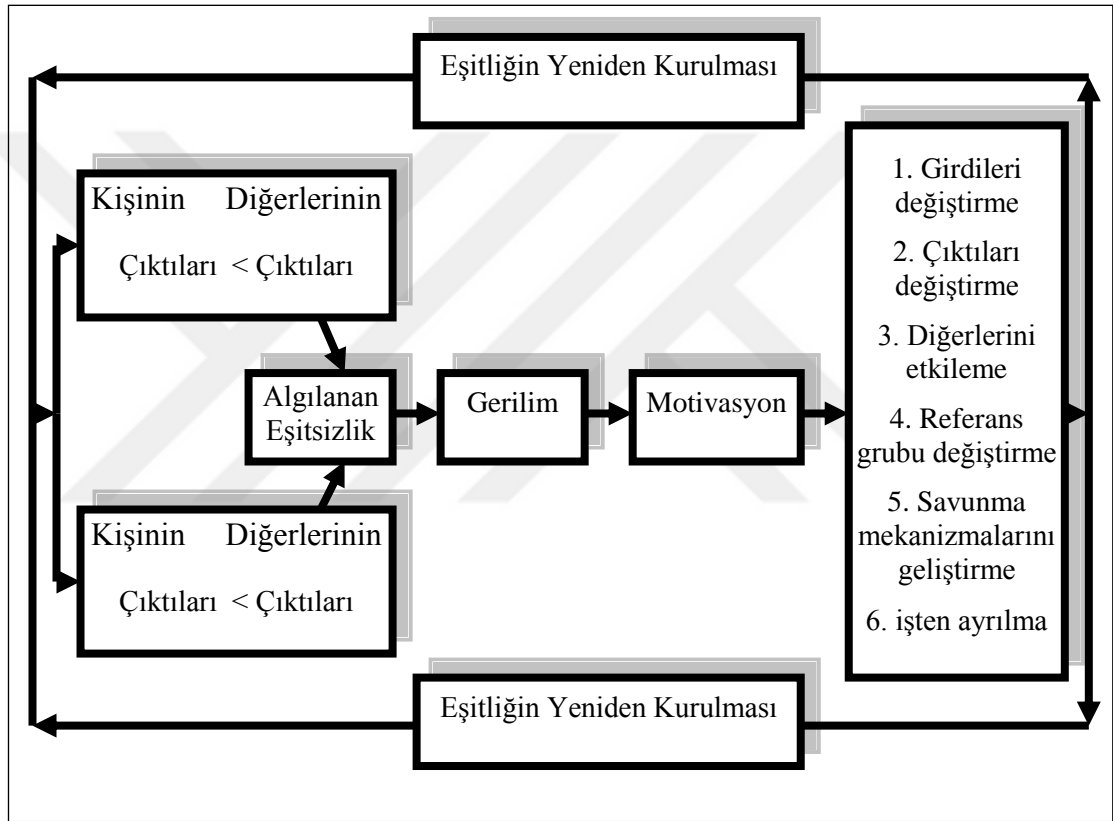 Eşitliğin Yeniden Kurulması
Kişinin Diğerlerinin
Çıktıları < Çıktıları
Algılanan
Eşitsizlik
Gerilim
Motivasyon
1. Girdileri
değiştirme
2. Çıktıları
değiştirme
3. Diğerlerini
etkileme
4. Referans
grubu değiştirme
5. Savunma
mekanizmalarını
geliştirme
6. işten ayrılma
Kişinin Diğerlerinin
Çıktıları < Çıktıları
Eşitliğin Yeniden Kurulması